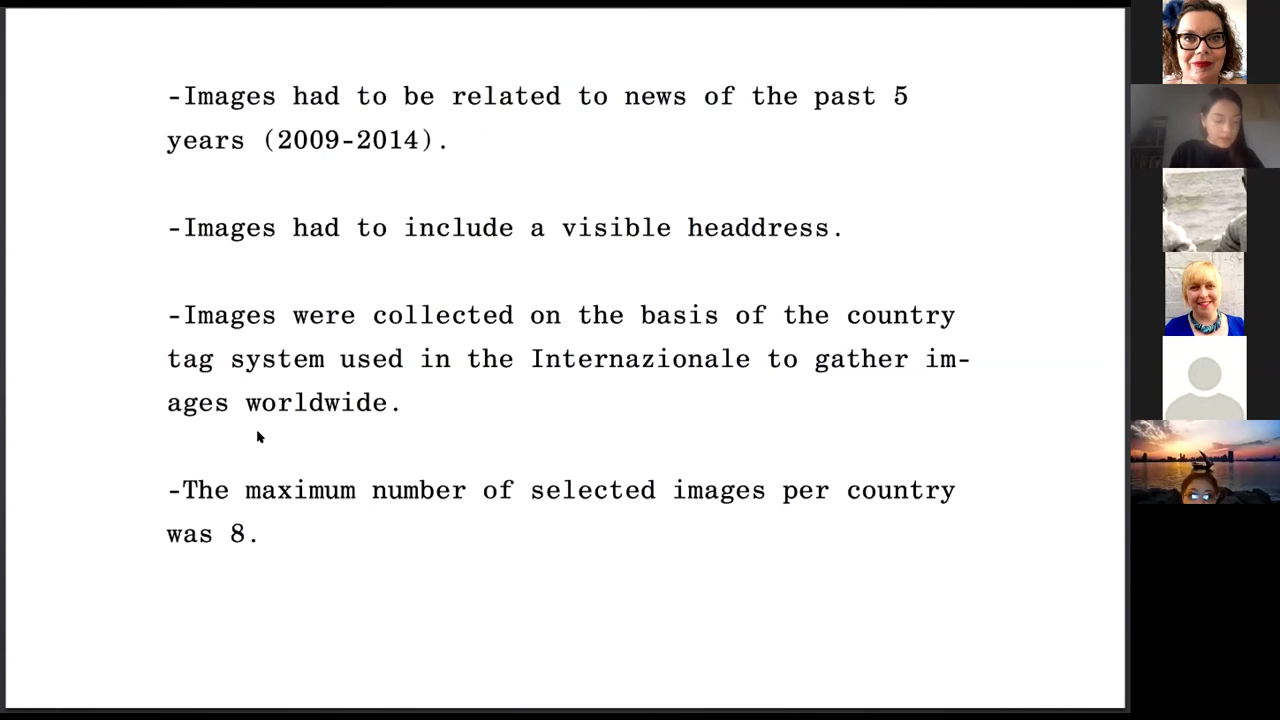 -Images had to be related to news of the past 5
years (2009-2014).
-Images had to include a visible headdress.
-Images were collected on the basis of the country
tag system used in the Internazionale to gather im-
ages worldwide.
-The maximum number of selected images per country
was 8.